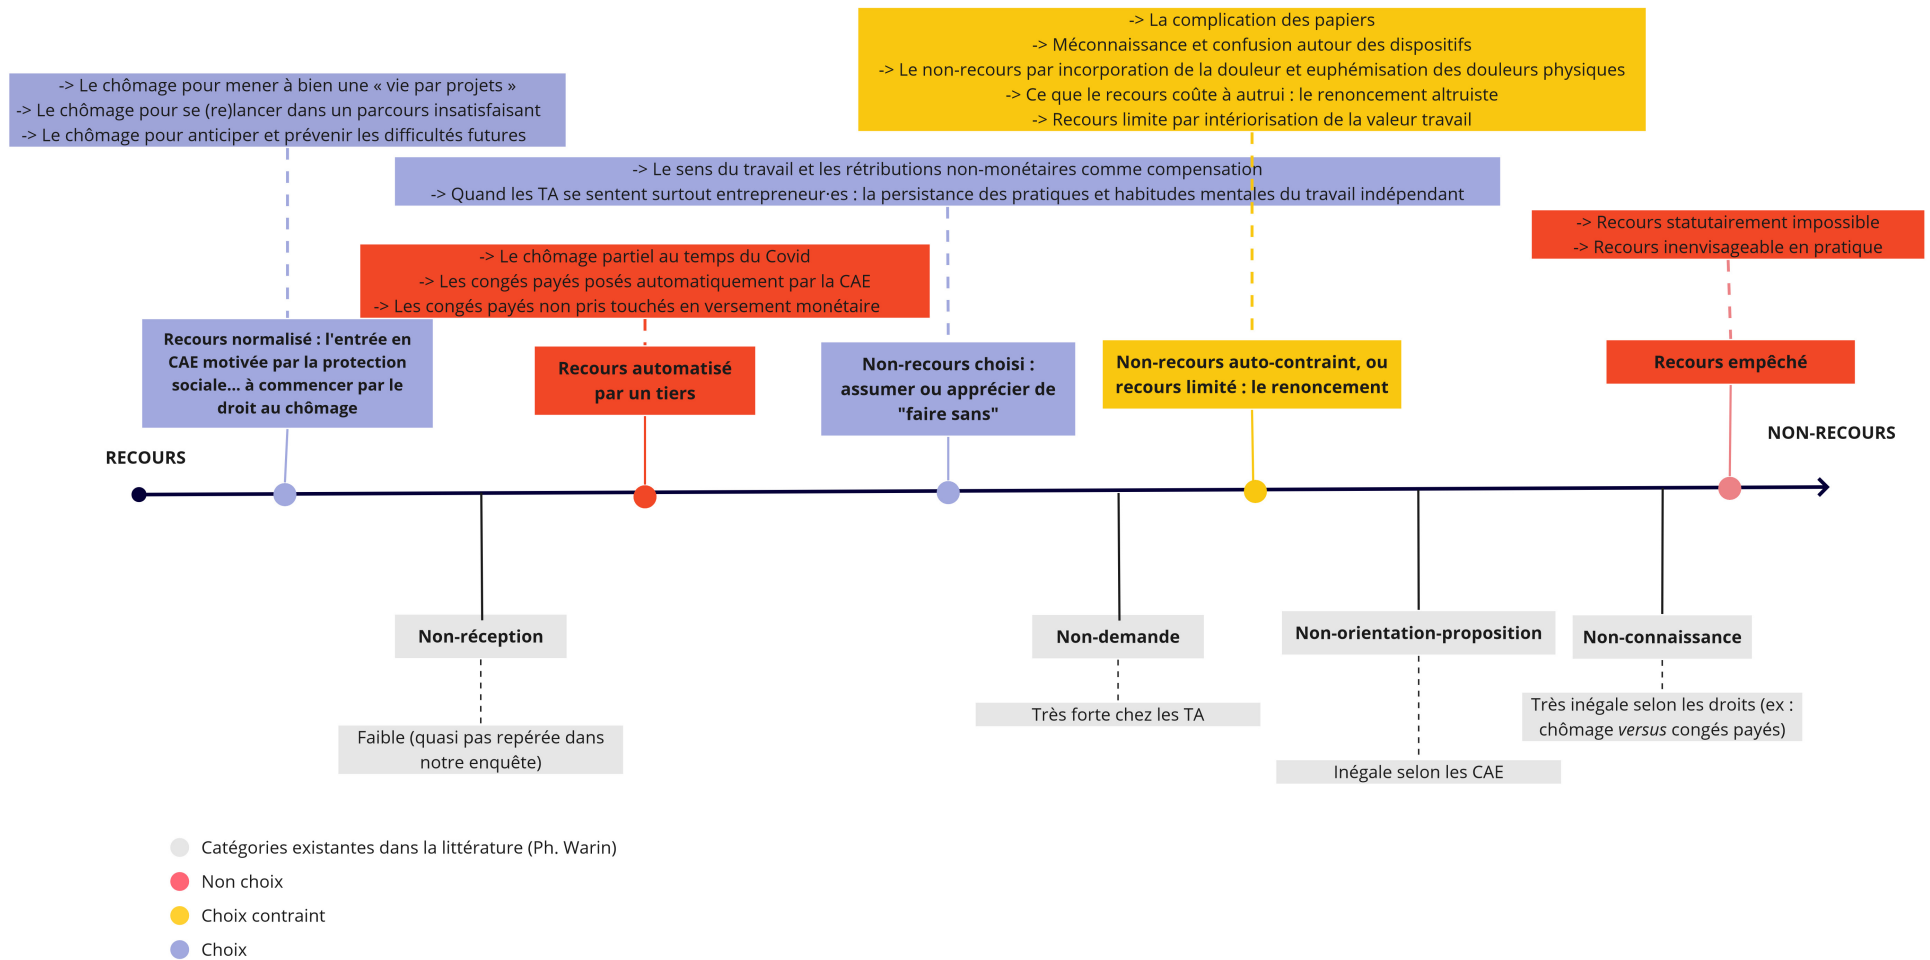 -> La complication des papiers
-> Méconnaissance et confusion autour des dispositifs
-> Le non-recours par incorporation de la douleur et euphémisation des douleurs physiques
-> Ce que le recours coûte à autrui : le renoncement altruiste
-> Recours limite par intériorisation de la valeur travail
-> Le chômage pour mener à bien une « vie par projets »
-> Le chômage pour se (re)lancer dans un parcours insatisfaisant
-> Le chômage pour anticiper et prévenir les difficultés futures
-> Le sens du travail et les rétributions non-monétaires comme compensation
-> Quand les TA se sentent surtout entrepreneur·es : la persistance des pratiques et habitudes mentales du travail indépendant
-> Recours statutairement impossible
-> Recours inenvisageable en pratique
-> Le chômage partiel au temps du Covid
-> Les congés payés posés automatiquement par la CAE
-> Les congés payés non pris touchés en versement monétaire
Recours normalisé : l'entrée en
CAE motivée par la protection
sociale... à commencer par le
droit au chômage
Recours automatisé
par un tiers
Non-recours choisi :
assumer ou apprécier de
"faire sans"
Non-recours auto-contraint, ou
recours limité : le renoncement
Recours empêché
RECOURS
NON-RECOURS
Non-réception
Non-demande
Non-orientation-proposition
Non-connaissance
Faible (quasi pas repérée dans
notre enquête)
Très forte chez les TA
Inégale selon les CAE
Très inégale selon les droits (ex :
chômage versus congés payés)
Catégories existantes dans la littérature (Ph. Warin)
Non choix
Choix contraint
Choix